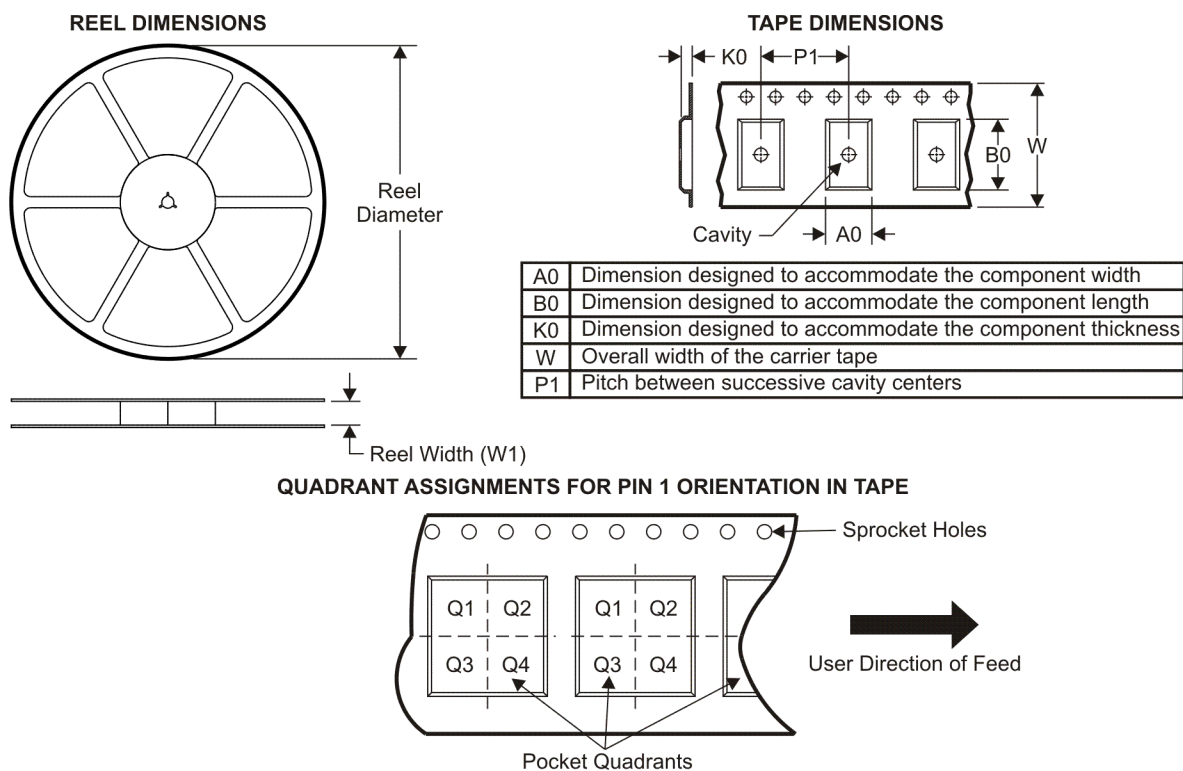 REEL DIMENSIONS
TAPE DIMENSIONS
K0
P1
B0
W
Reel
Diameter
Cavity
A0
A0 Dimension designed to accommodate the component width
B0 Dimension designed to accommodate the component length
K0 Dimension designed to accommodate the component thickness
W Overall width of the carrier tape
P1 Pitch between successive cavity centers
Reel Width (W1)
QUADRANT ASSIGNMENTS FOR PIN 1 ORIENTATION IN TAPE
Sprocket Holes
Q1 Q2 Q1 Q2
Q3 Q4 Q3 Q4
User Direction of Feed
Pocket Quadrants